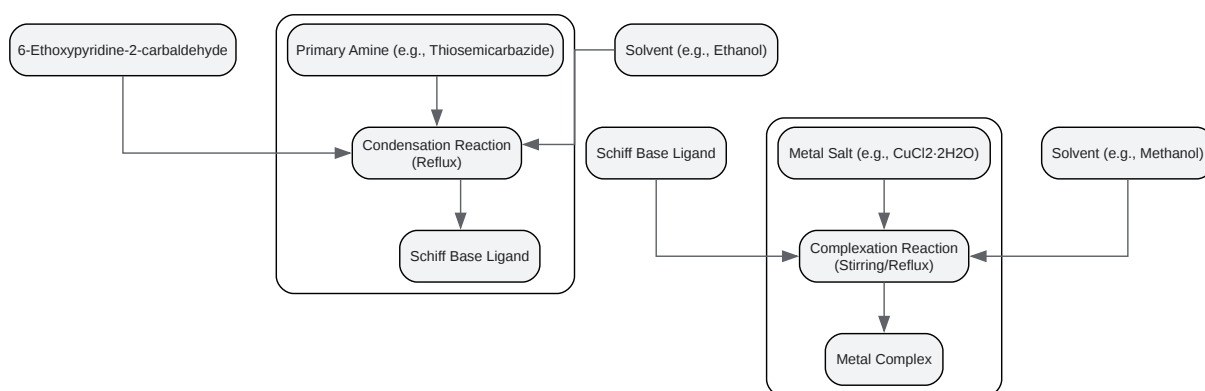 6-Ethoxypyridine-2-carbaldehyde
Primary Amine (e.g., Thiosemicarbazide)
Solvent (e.g., Ethanol)
Condensation Reaction
(Reflux)
Schiff Base Ligand
Schiff Base Ligand
Metal Salt (e.g., CuCl2·2H2O)
Solvent (e.g., Methanol)
Complexation Reaction
(Stirring/Reflux)
Metal Complex